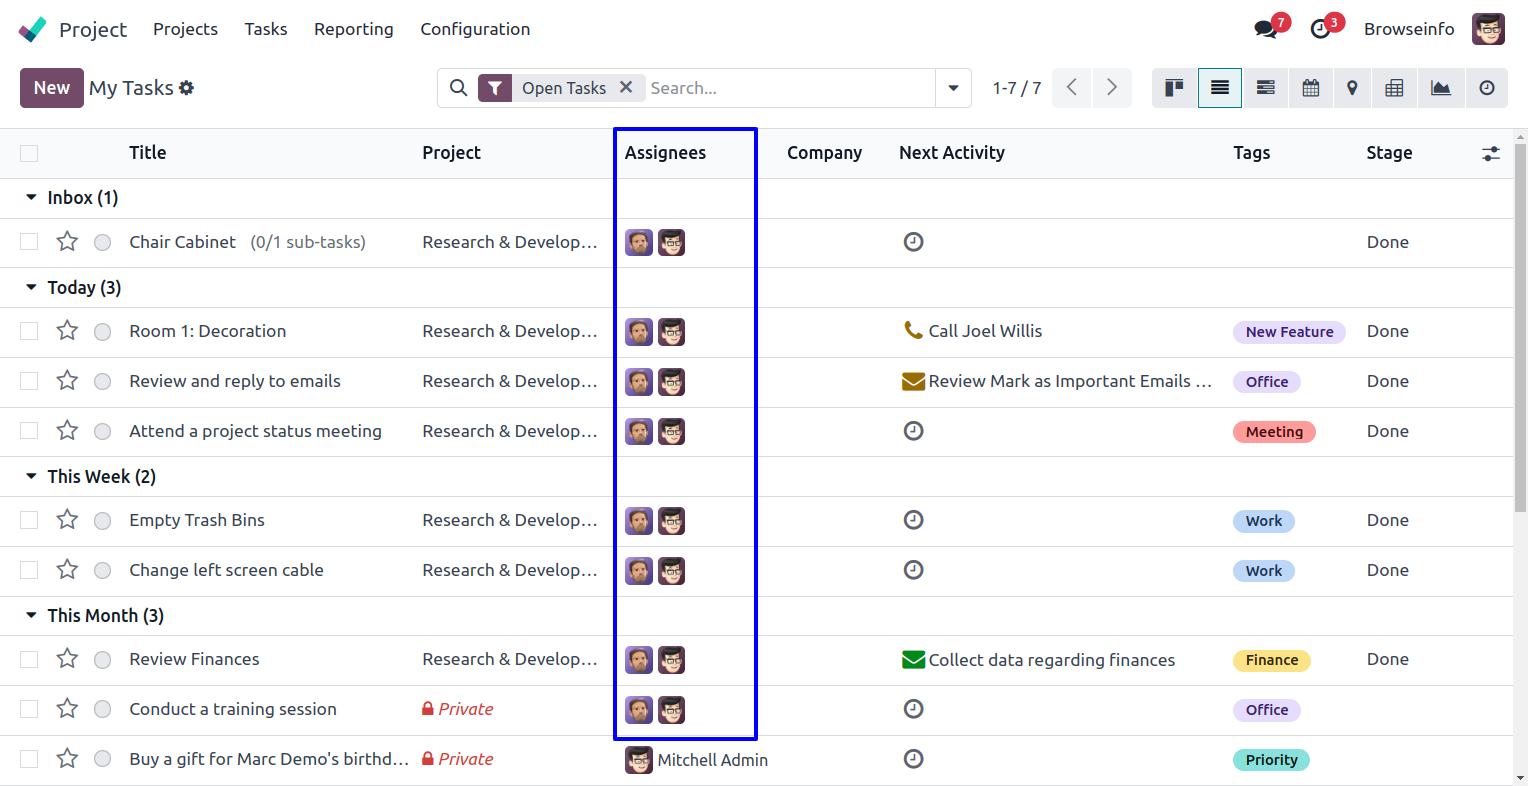 Project Projects Tasks Reporting Configuration 7 3 Browseinfo
New My Tasks Open Tasks Search... 1-7 / 7
Title Project Assignees Company Next Activity Tags Stage
Inbox (1)
Chair Cabinet (0/1 sub-tasks) Research & Develop... Done
Today (3)
Room 1: Decoration Research & Develop... Call Joel Willis New Feature Done
Review and reply to emails Research & Develop... Review Mark as Important Emails ... Office Done
Attend a project status meeting Research & Develop... Meeting Done
This Week (2)
Empty Trash Bins Research & Develop... Work Done
Change left screen cable Research & Develop... Work Done
This Month (3)
Review Finances Research & Develop... Collect data regarding finances Finance Done
Conduct a training session Private Office
Buy a gift for Marc Demo's birthd... Private Mitchell Admin Priority